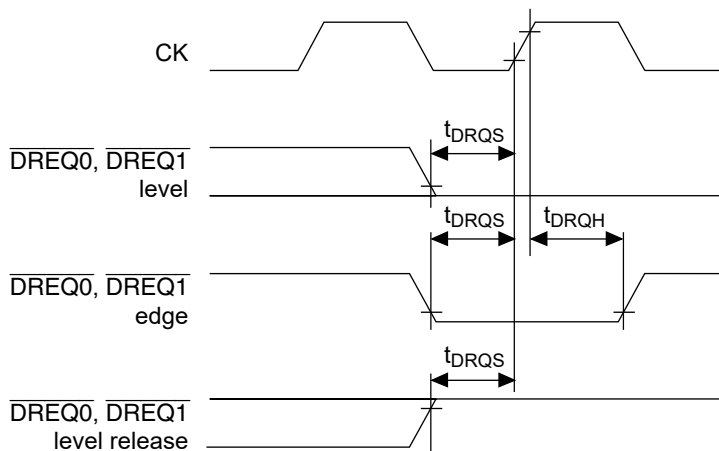 CK
tDRQS
DREQ0, DREQ1
level
tDRQS
tDRQH
DREQ0, DREQ1
edge
tDRQS
DREQ0, DREQ1
level release